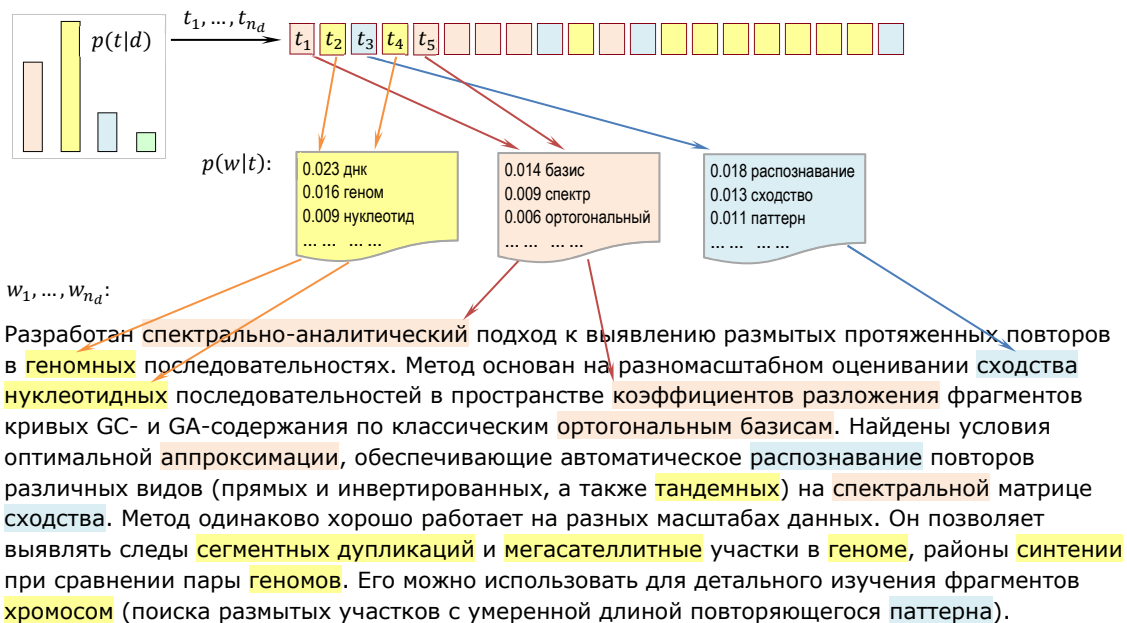 p(t|d)
t₁, …, t_{n_d}
t₁ t₂ t₃ t₄ t₅
p(w|t):
0.023 днк
0.016 геном
0.009 нуклеотид
... ... ... ...
0.014 базис
0.009 спектр
0.006 ортогональный
... ... ... ...
0.018 распознавание
0.013 сходство
0.011 паттерн
... ... ... ...
w₁, …, w_{n_d}:
Разработан спектрально-аналитический подход к выявлению размытых протяженных повторов
в геномных последовательностях. Метод основан на разномасштабном оценивании сходства
нуклеотидных последовательностей в пространстве коэффициентов разложения фрагментов
кривых GC- и GA-содержания по классическим ортогональным базисам. Найдены условия
оптимальной аппроксимации, обеспечивающие автоматическое распознавание повторов
различных видов (прямых и инвертированных, а также тандемных) на спектральной матрице
сходства. Метод одинаково хорошо работает на разных масштабах данных. Он позволяет
выявлять следы сегментных дупликаций и мегасателлитные участки в геноме, районы синтении
при сравнении пары геномов. Его можно использовать для детального изучения фрагментов
хромосом (поиска размытых участков с умеренной длиной повторяющегося паттерна).